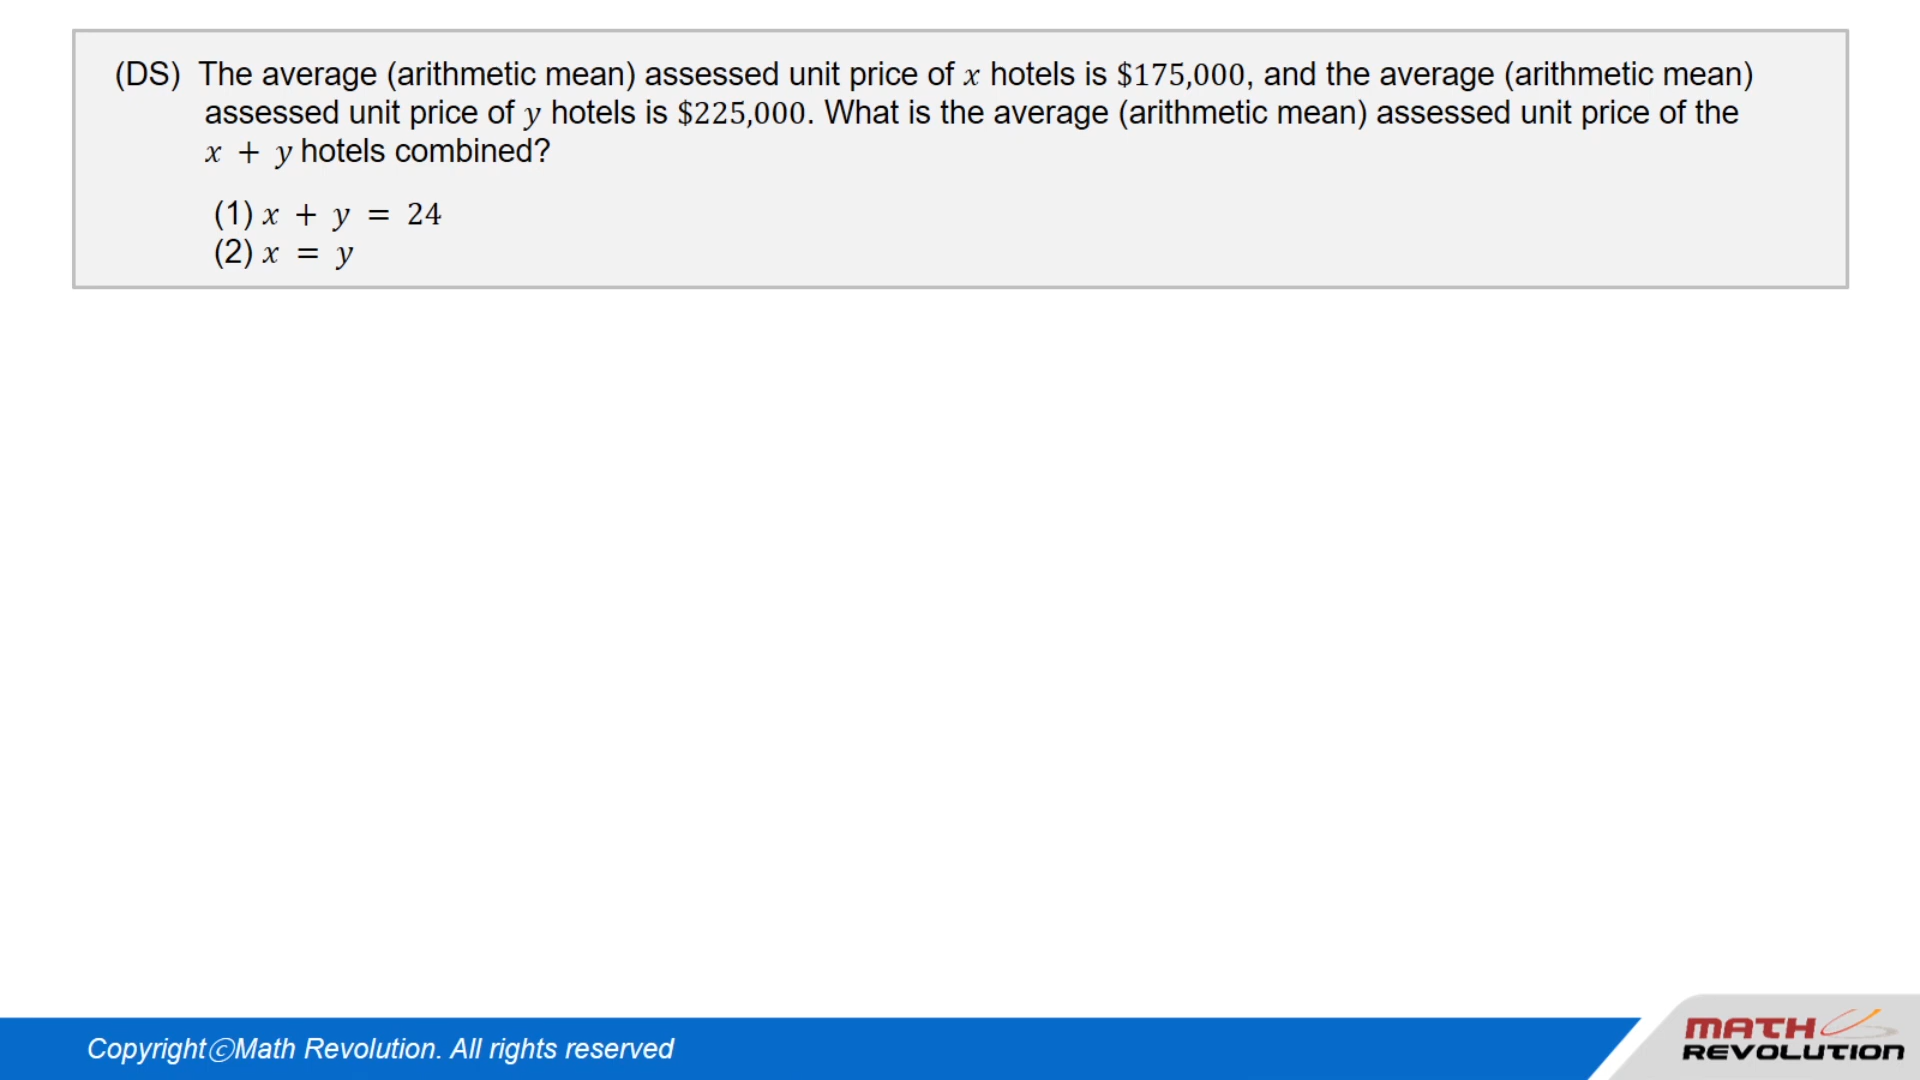 (DS) The average (arithmetic mean) assessed unit price of x hotels is $175,000, and the average (arithmetic mean)
assessed unit price of y hotels is $225,000. What is the average (arithmetic mean) assessed unit price of the
x + y hotels combined?
(1) x + y = 24
(2) x = y
Copyrightⓒ Math Revolution. All rights reserved
MATH
REVOLUTION